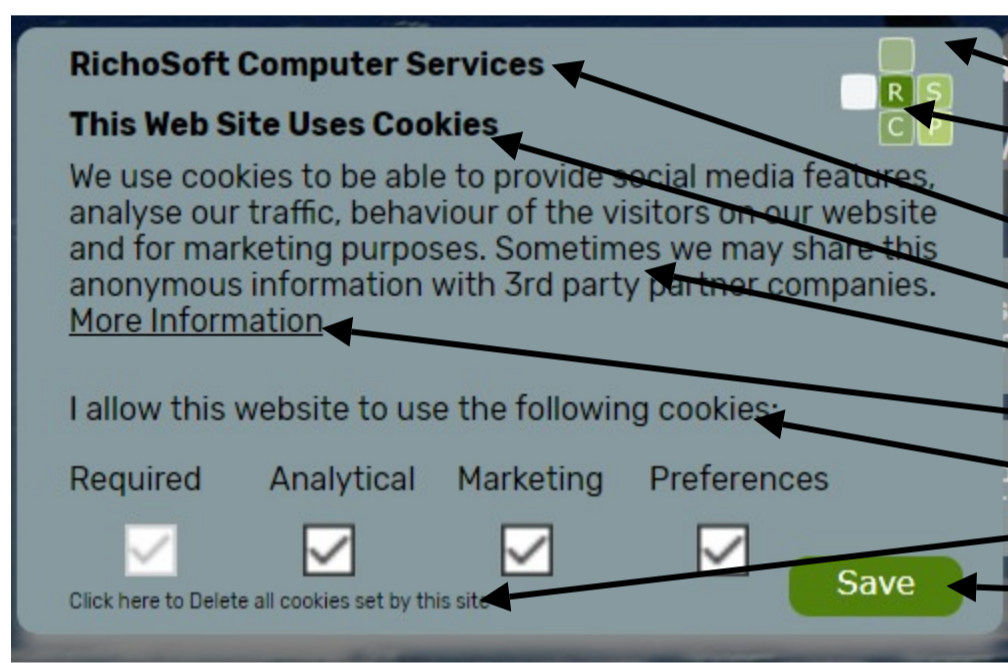 RichoSoft Computer Services
R S
C P
This Web Site Uses Cookies
We use cookies to be able to provide social media features,
analyse our traffic, behaviour of the visitors on our website
and for marketing purposes. Sometimes we may share this
anonymous information with 3rd party partner companies.
More Information
I allow this website to use the following cookies:
Required Analytical Marketing Preferences
Click here to Delete all cookies set by this site
Save